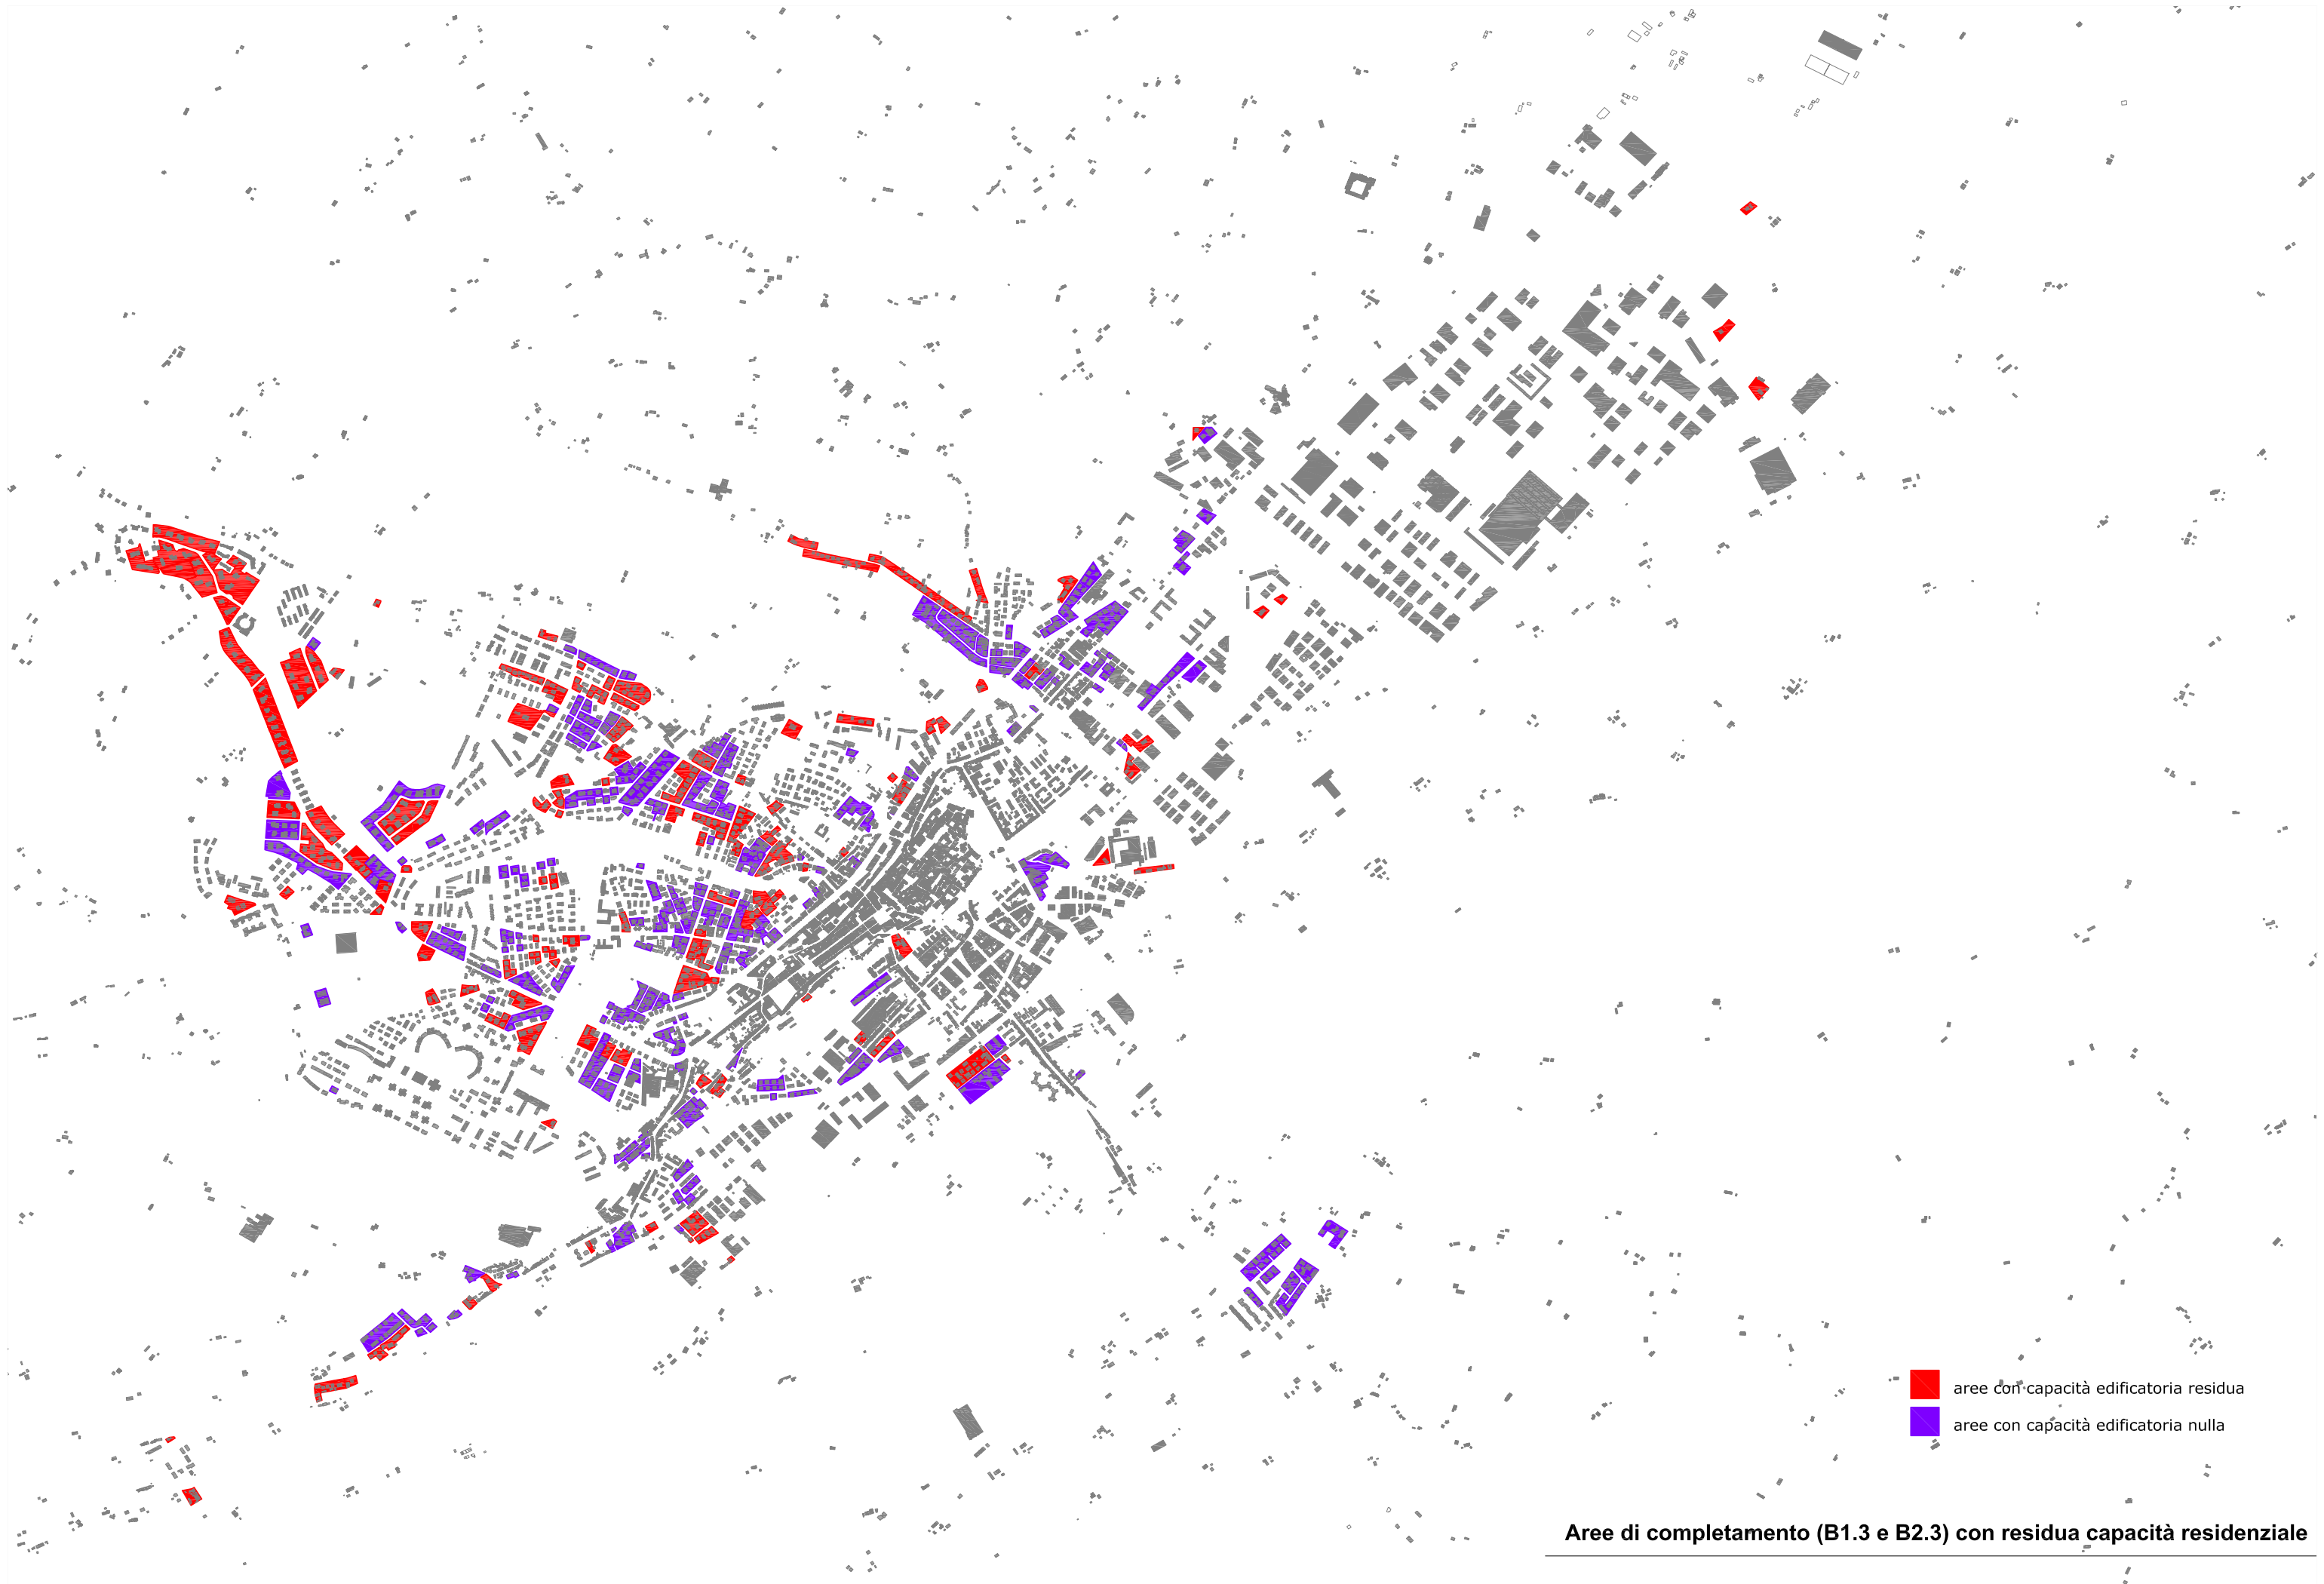 aree con capacità edificatoria residua
aree con capacità edificatoria nulla
Aree di completamento (B1.3 e B2.3) con residua capacità residenziale